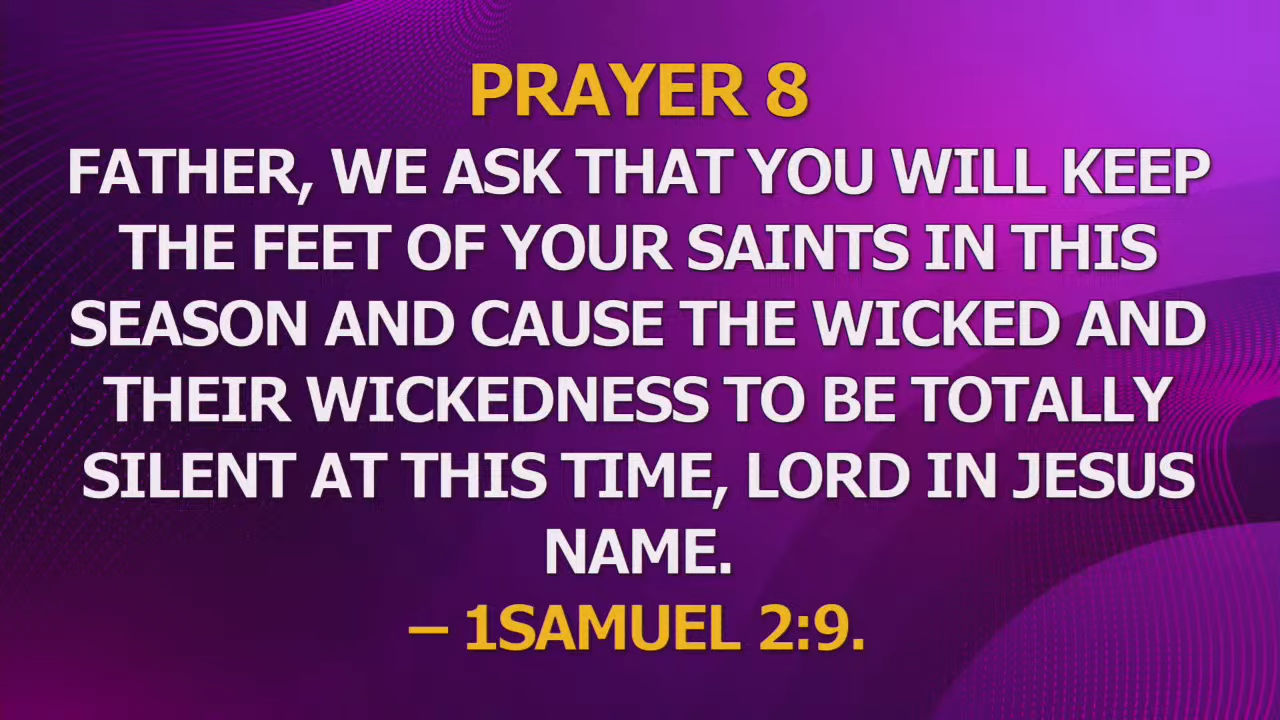 PRAYER 8
FATHER, WE ASK THAT YOU WILL KEEP
THE FEET OF YOUR SAINTS IN THIS
SEASON AND CAUSE THE WICKED AND
THEIR WICKEDNESS TO BE TOTALLY
SILENT AT THIS TIME, LORD IN JESUS
NAME.
– 1SAMUEL 2:9.